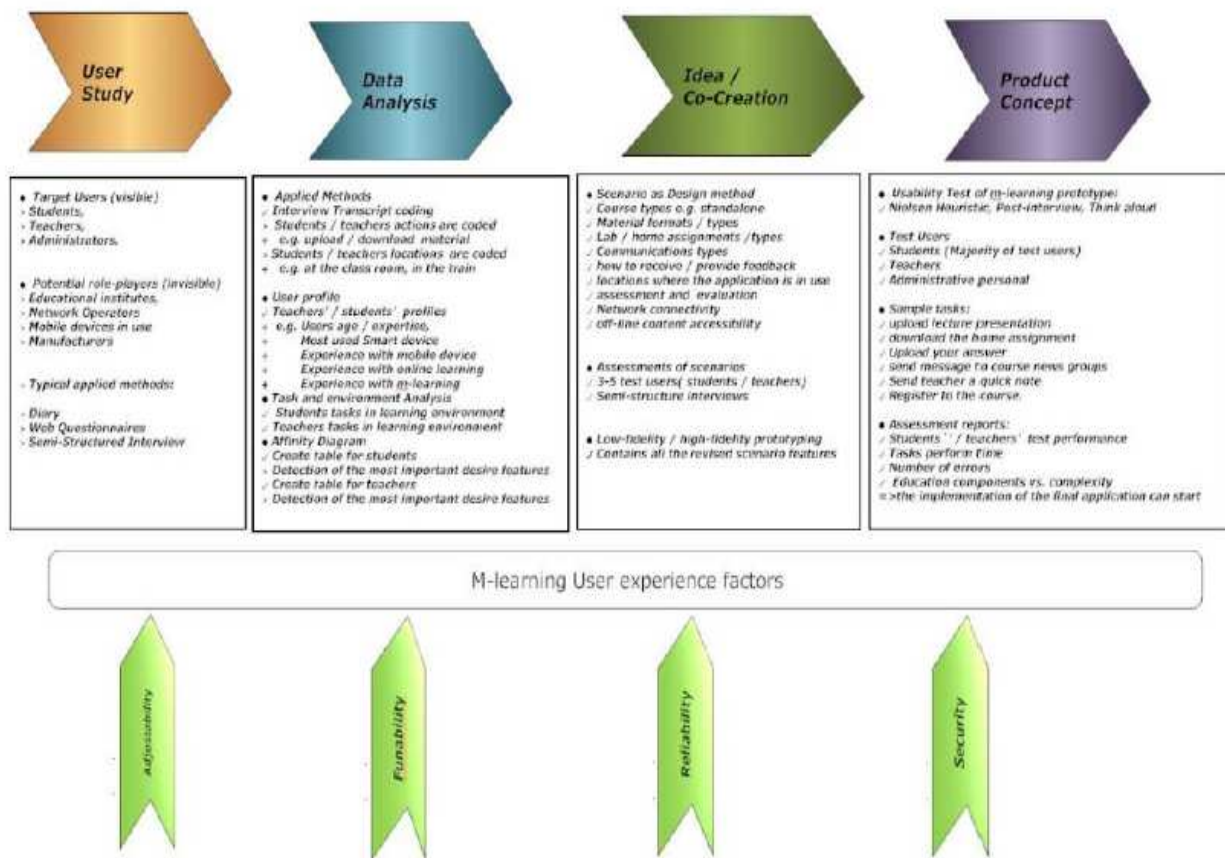 User
Study
Data
Analysis
Idea /
Co-Creation
Product
Concept
Target Users (visible)
Students,
Teachers,
Administrators,
Potential role-players (invisible)
Educational institutes,
Network Operators
Mobile devices in use
Manufacturers
Typical applied methods:
Diary
Web Questionnaires
Semi-Structured Interview
Applied Methods
Interview Transcript coding
Students / teachers actions are coded
e.g. upload / download material
Students / teachers locations are coded
e.g. at the class room, in the train
User profile
Teachers' / students' profiles
e.g. Users age / expertise,
Most used Smart device
Experience with mobile device
Experience with online learning
Experience with m-learning
Task and environment Analysis
Students tasks in learning environment
Teachers tasks in learning environment
Affinity Diagram
Create table for students
Detection of the most important desire features
Create table for teachers
Detection of the most important desire features
Scenario as Design method
Course types e.g. standalone
Material formats / types
Lab / home assignments /types
Communications types
how to receive / provide feedback
locations where the application is in use
assessment and evaluation
Network connectivity
off-line content accessibility
Assessments of scenarios
3-5 test users( students / teachers)
Semi-structure interviews
Low-fidelity / high-fidelity prototyping
Contains all the revised scenario features
Usability Test of m-learning prototype:
Nielsen Heuristic, Post-interview, Think aloud
Test Users
Students (Majority of test users)
Teachers
Administrative personal
Sample tasks:
upload lecture presentation
download the home assignment
Upload your answer
send message to course news groups
Send teacher a quick note
Register to the course.
Assessment reports:
Students`'/ teachers' test performance
Tasks perform time
Number of errors
Education components vs. complexity
=>the implementation of the final application can start
M-learning User experience factors
Adjustability
Funability
Reliability
Security